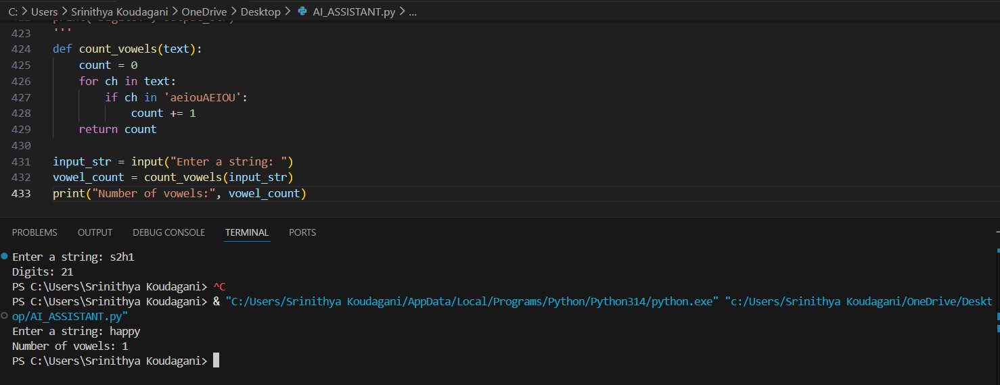 C: > Users > Srinithya Koudagani > OneDrive > Desktop > AI_ASSISTANT.py > ...
423 '''
424 def count_vowels(text):
425     count = 0
426     for ch in text:
427         if ch in 'aeiouAEIOU':
428             count += 1
429     return count
430
431 input_str = input("Enter a string: ")
432 vowel_count = count_vowels(input_str)
433 print("Number of vowels:", vowel_count)
PROBLEMS OUTPUT DEBUG CONSOLE TERMINAL PORTS
Enter a string: s2h1
Digits: 21
PS C:\Users\Srinithya Koudagani> ^C
PS C:\Users\Srinithya Koudagani> & "C:/Users/Srinithya Koudagani/AppData/Local/Programs/Python/Python314/python.exe" "c:/Users/Srinithya Koudagani/OneDrive/Deskt
op/AI_ASSISTANT.py"
Enter a string: happy
Number of vowels: 1
PS C:\Users\Srinithya Koudagani>